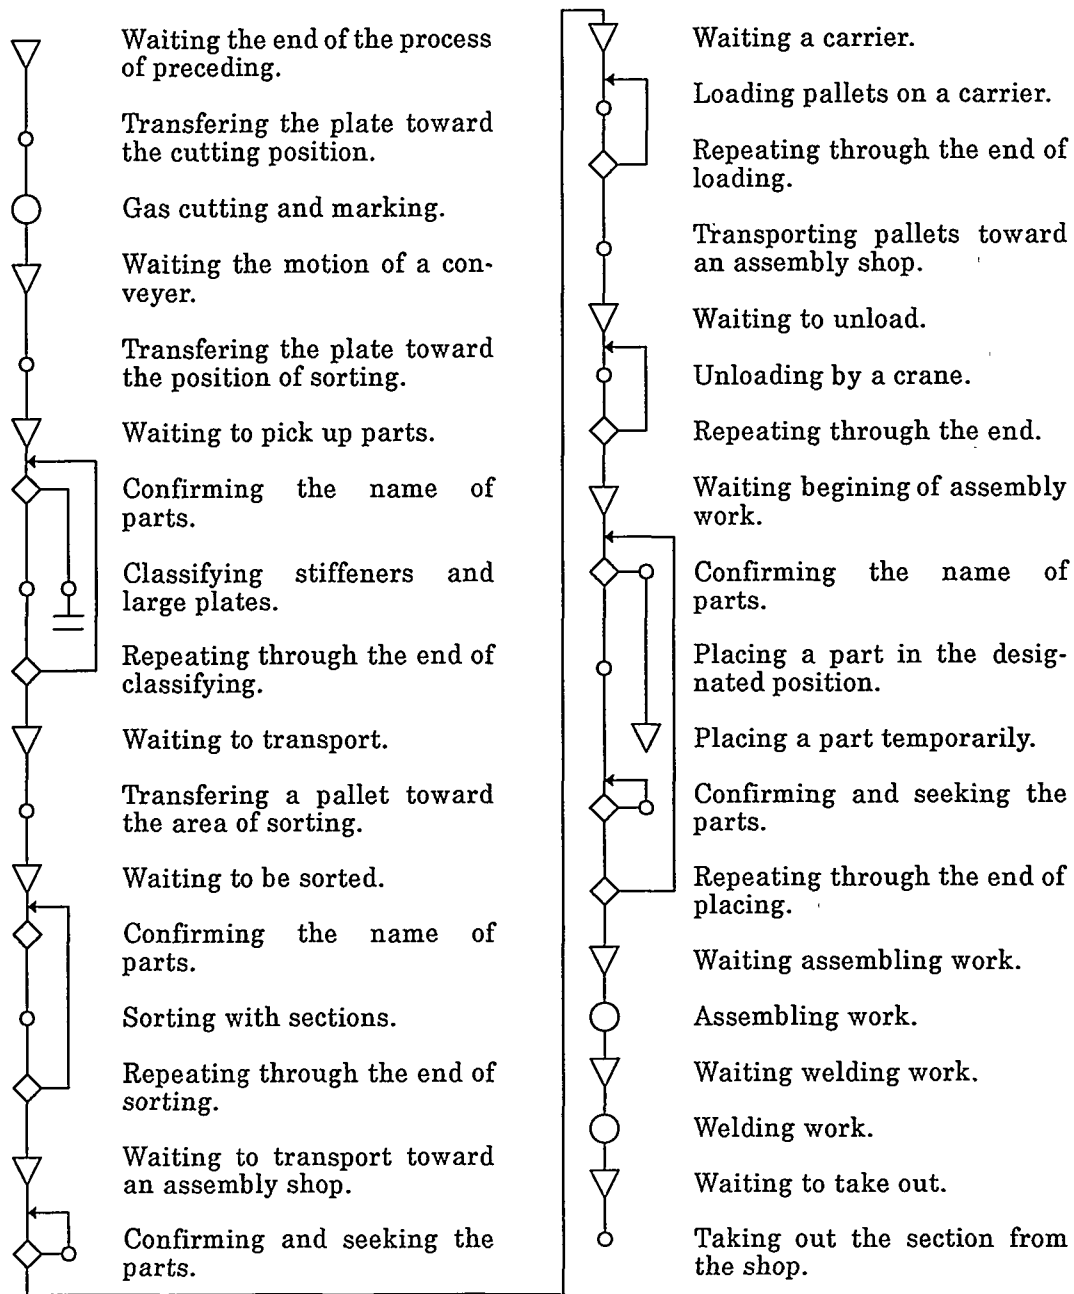 Waiting the end of the process
of preceding.
Transfering the plate toward
the cutting position.
Gas cutting and marking.
Waiting the motion of a con-
veyer.
Transfering the plate toward
the position of sorting.
Waiting to pick up parts.
Confirming the name of
parts.
Classifying stiffeners and
large plates.
Repeating through the end of
classifying.
Waiting to transport.
Transfering a pallet toward
the area of sorting.
Waiting to be sorted.
Confirming the name of
parts.
Sorting with sections.
Repeating through the end of
sorting.
Waiting to transport toward
an assembly shop.
Confirming and seeking the
parts.
Waiting a carrier.
Loading pallets on a carrier.
Repeating through the end of
loading.
Transporting pallets toward
an assembly shop.
Waiting to unload.
Unloading by a crane.
Repeating through the end.
Waiting begining of assembly
work.
Confirming the name of
parts.
Placing a part in the desig-
nated position.
Placing a part temporarily.
Confirming and seeking the
parts.
Repeating through the end of
placing.
Waiting assembling work.
Assembling work.
Waiting welding work.
Welding work.
Waiting to take out.
Taking out the section from
the shop.